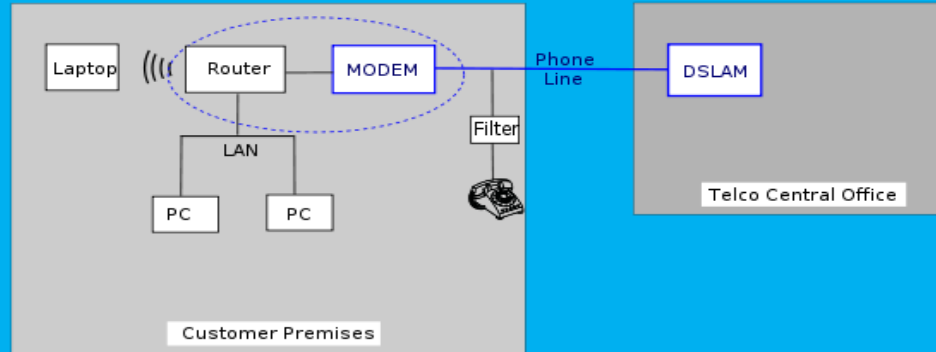 Laptop
Router
MODEM
Phone
Line
DSLAM
Filter
LAN
PC
PC
Telco Central Office
Customer Premises